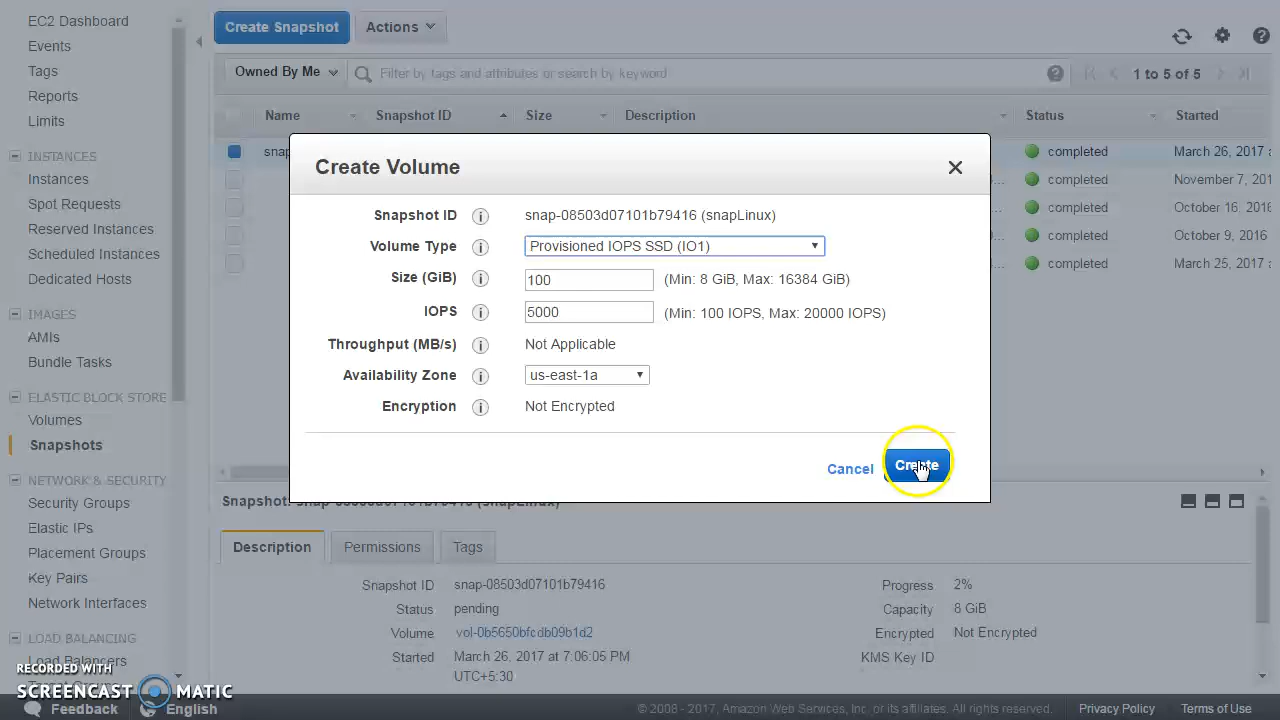 EC2 Dashboard
Events
Tags
Reports
Limits
INSTANCES
Instances
Spot Requests
Reserved Instances
Scheduled Instances
Dedicated Hosts
IMAGES
AMIs
Bundle Tasks
ELASTIC BLOCK STORE
Volumes
Snapshots
NETWORK & SECURITY
Security Groups
Elastic IPs
Placement Groups
Key Pairs
Network Interfaces
LOAD BALANCING
Load Balancers
Create Snapshot Actions
Owned By Me Filter by tags and attributes or search by keyword 1 to 5 of 5
Name Snapshot ID Size Description Status Started
snap completed March 26, 2017 a
... completed November 7, 201
... completed October 16, 2016
... completed October 9, 2016
completed March 25, 2017 a
Create Volume
Snapshot ID i snap-08503d07101b79416 (snapLinux)
Volume Type i Provisioned IOPS SSD (IO1)
Size (GiB) i 100 (Min: 8 GiB, Max: 16384 GiB)
IOPS i 5000 (Min: 100 IOPS, Max: 20000 IOPS)
Throughput (MB/s) i Not Applicable
Availability Zone i us-east-1a
Encryption i Not Encrypted
Cancel Create
Snapshot: snap-08503d07101b79416 (snapLinux)
Description Permissions Tags
Snapshot ID snap-08503d07101b79416 Progress 2%
Status pending Capacity 8 GiB
Volume vol-0b5650bfcdb09b1d2 Encrypted Not Encrypted
Started March 26, 2017 at 7:06:05 PM KMS Key ID
UTC+5:30
RECORDED WITH
SCREENCAST MATIC
Feedback English © 2008 - 2017, Amazon Web Services, Inc. or its affiliates. All rights reserved. Privacy Policy Terms of Use